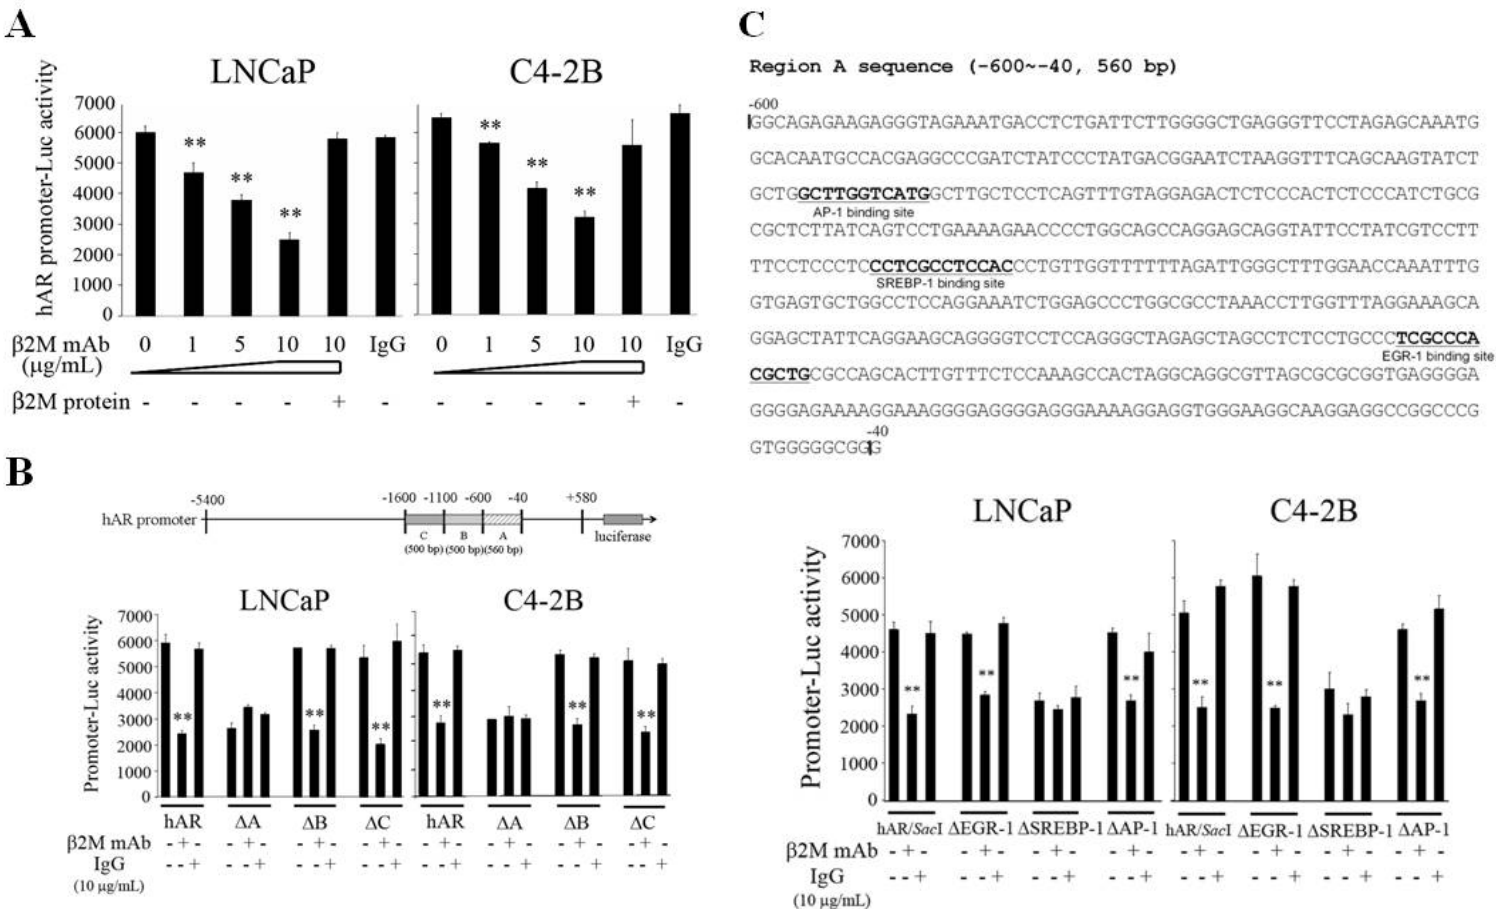 A
LNCaP
C4-2B
hAR promoter-Luc activity
7000
6000
5000
4000
3000
2000
1000
0
** ** ** ** ** **
β2M mAb 0 1 5 10 10 IgG 0 1 5 10 10 IgG
(µg/mL)
β2M protein - - - - + - - - - - + -
B
-5400 -1600 -1100 -600 -40 +580
hAR promoter
C B A luciferase
(500 bp) (500 bp) (560 bp)
LNCaP
C4-2B
Promoter-Luc activity
7000
6000
5000
4000
3000
2000
1000
0
** ** ** ** ** **
hAR ΔA ΔB ΔC hAR ΔA ΔB ΔC
β2M mAb - + - - + - - + - - + - - + - - + - - + - - + -
IgG - - + - - + - - + - - + - - + - - + - - + - - +
(10 µg/mL)
C
Region A sequence (-600~-40, 560 bp)
-600
GGCAGAGAAGAGGGTAGAAATGACCTCTGATTCTTGGGGCTGAGGGTTCCTAGAGCAAATG
GCACAATGCCACGAGGCCCGATCTATCCCTATGACGGAATCTAAGGTTTCAGCAAGTATCT
GCTGGCTTGGTCATGGCTTGCTCCTCAGTTTGTAGGAGACTCTCCCACTCTCCCATCTGCG
AP-1 binding site
CGCTCTTATCAGTCCTGAAAAGAACCCCTGGCAGCCAGGAGCAGGTATTCCTATCGTCCTT
TTCCTCCCTCCCTCGCCTCCACCCTGTTGGTTTTTTAGATTGGGCTTTGGAACCAAATTTG
SREBP-1 binding site
GTGAGTGCTGGCCTCCAGGAAATCTGGAGCCCTGGCGCCTAAACCTTGGTTTAGGAAAGCA
GGAGCTATTCAGGAAGCAGGGGTCCTCCAGGGCTAGAGCTAGCCTCTCCTGCCCTCGCCCA
EGR-1 binding site
CGCTGCGCCAGCACTTGTTTCTCCAAAGCCACTAGGCAGGCGTTAGCGCGCGGTGAGGGGA
GGGGAGAAAAGGAAAGGGGAGGGGAGGGAAAAGGAGGTGGGAAGGCAAGGAGGCCGGCCCG
-40
GTGGGGGCGGG
LNCaP
C4-2B
Promoter-Luc activity
7000
6000
5000
4000
3000
2000
1000
0
** ** ** ** ** **
hAR/SacI ΔEGR-1 ΔSREBP-1 ΔAP-1 hAR/SacI ΔEGR-1 ΔSREBP-1 ΔAP-1
β2M mAb - + - - + - - + - - + - - + - - + - - + - - + -
IgG - - + - - + - - + - - + - - + - - + - - + - - +
(10 µg/mL)